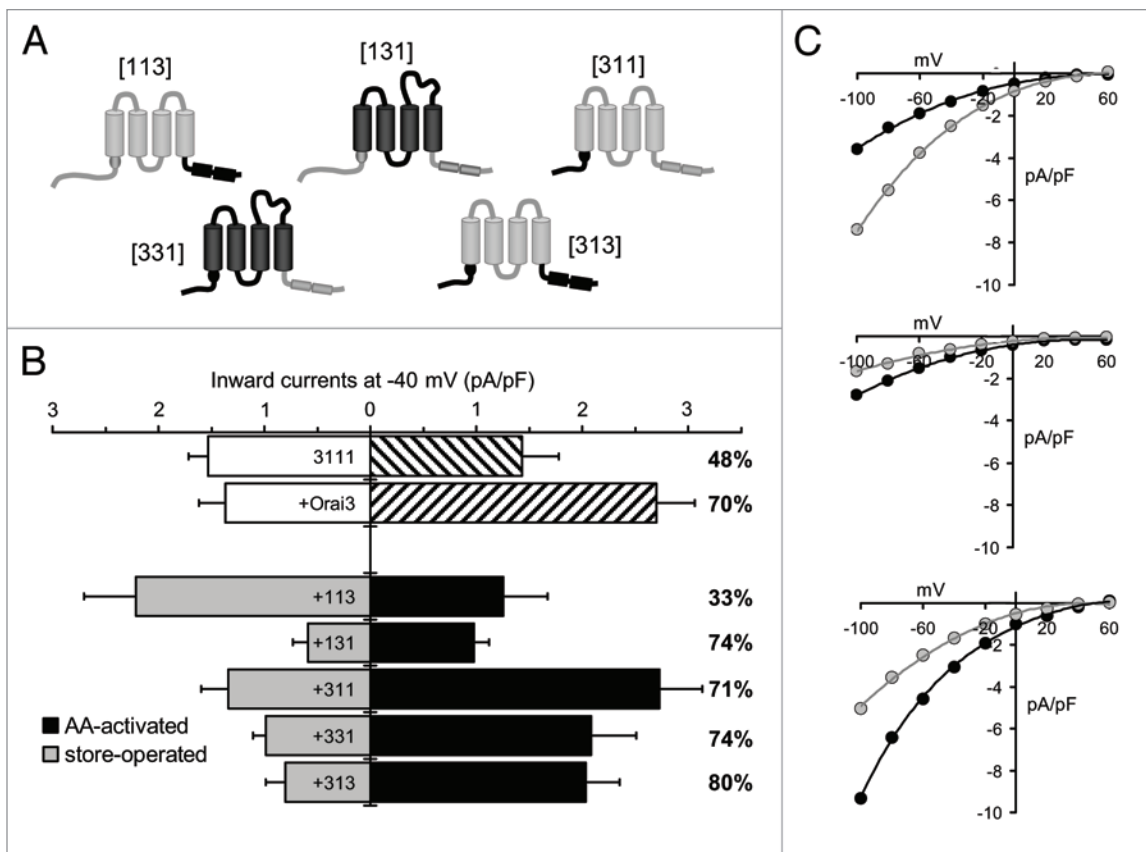 A
[113]
[131]
[311]
[331]
[313]
B
Inward currents at -40 mV (pA/pF)
3 2 1 0 1 2 3
3111 48%
+Orai3 70%
+113 33%
+131 74%
+311 71%
+331 74%
+313 80%
AA-activated
store-operated
C
mV
-100 -60 -20 20 60
-
-2
-4
pA/pF
-6
-8
-10
mV
-100 -60 -20 20 60
-2
-4
pA/pF
-6
-8
-10
mV
-100 -60 -20 20 60
-2
-4
pA/pF
-6
-8
-10